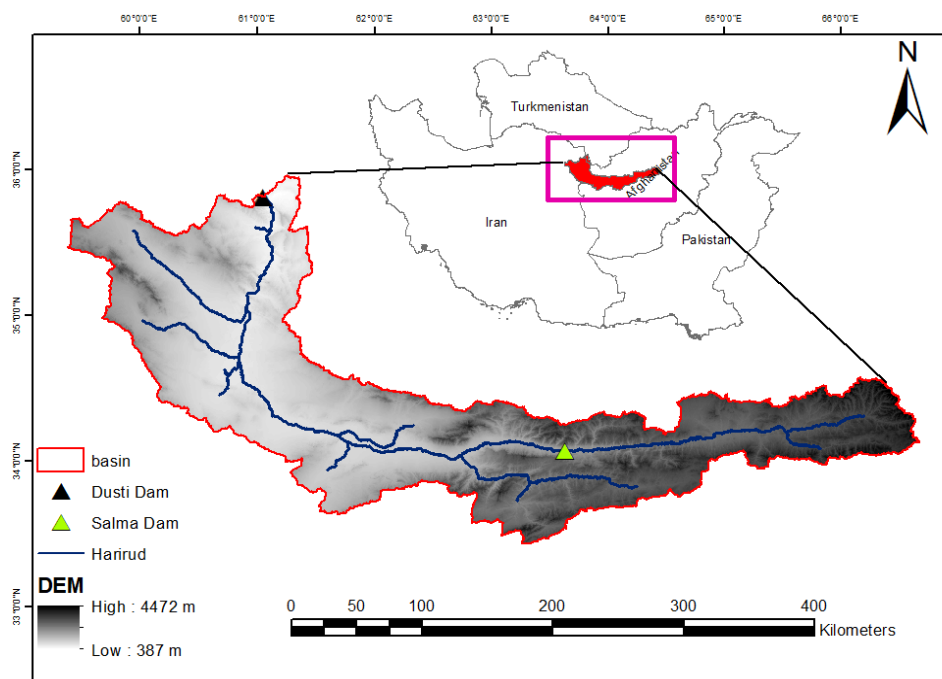 60°0'0"E 61°0'0"E 62°0'0"E 63°0'0"E 64°0'0"E 65°0'0"E 66°0'0"E
N
Turkmenistan
Afghanistan
Iran
Pakistan
36°0'0"N
35°0'0"N
34°0'0"N
33°0'0"N
basin
Dusti Dam
Salma Dam
Harirud
DEM
High : 4472 m
Low : 387 m
0 50 100 200 300 400
Kilometers